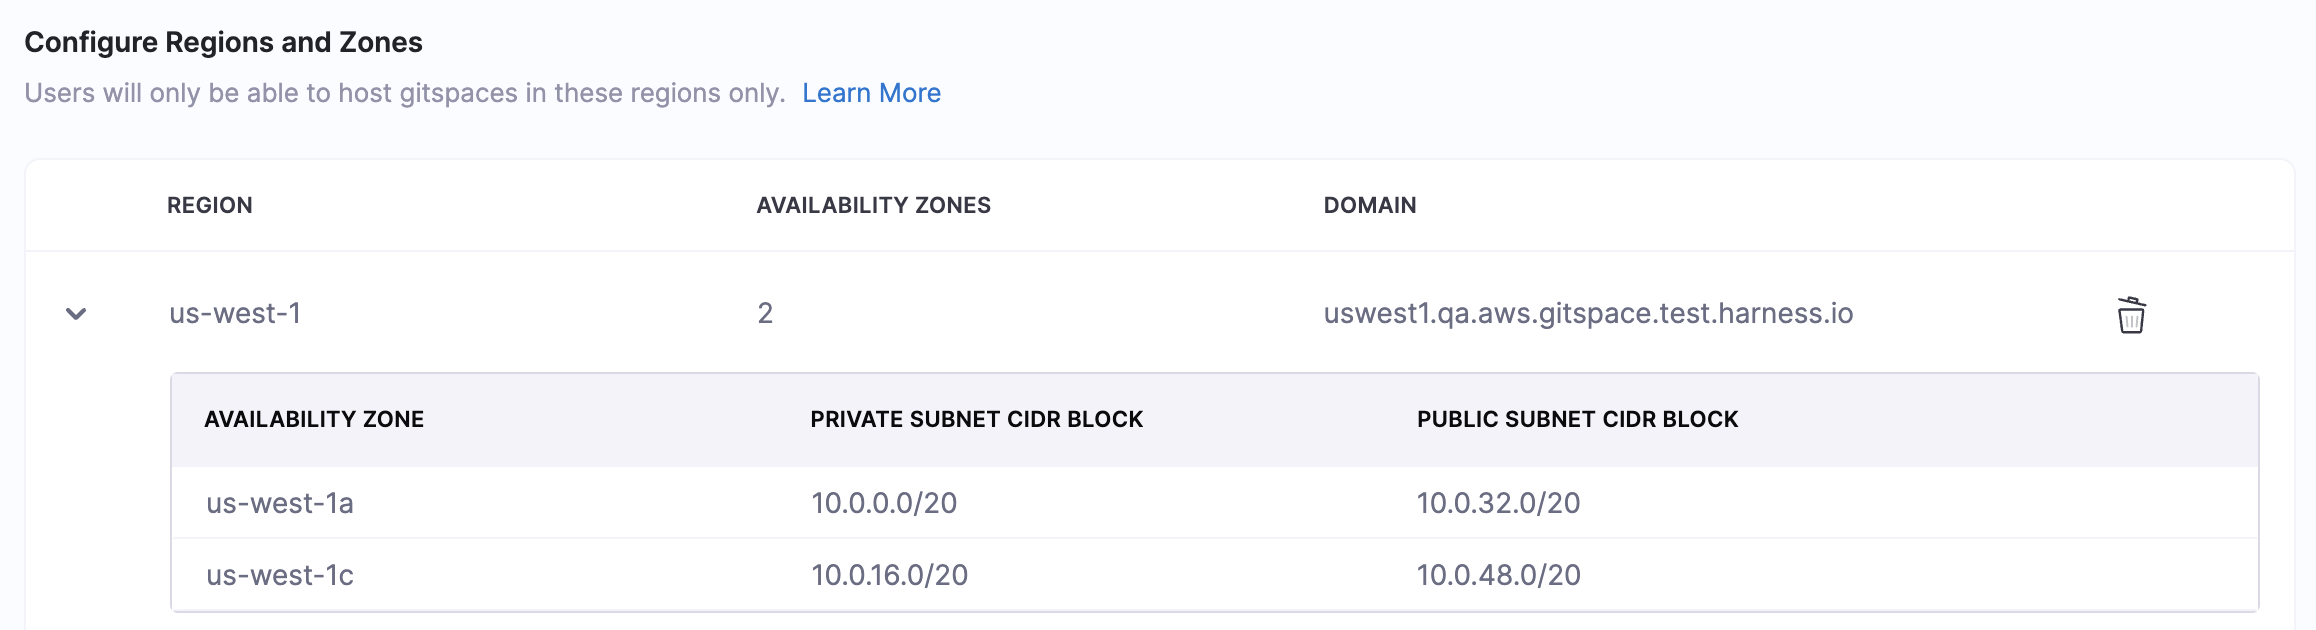 Configure Regions and Zones
Users will only be able to host gitspaces in these regions only. Learn More
REGION AVAILABILITY ZONES DOMAIN
us-west-1 2 uswest1.qa.aws.gitspace.test.harness.io
AVAILABILITY ZONE PRIVATE SUBNET CIDR BLOCK PUBLIC SUBNET CIDR BLOCK
us-west-1a 10.0.0.0/20 10.0.32.0/20
us-west-1c 10.0.16.0/20 10.0.48.0/20